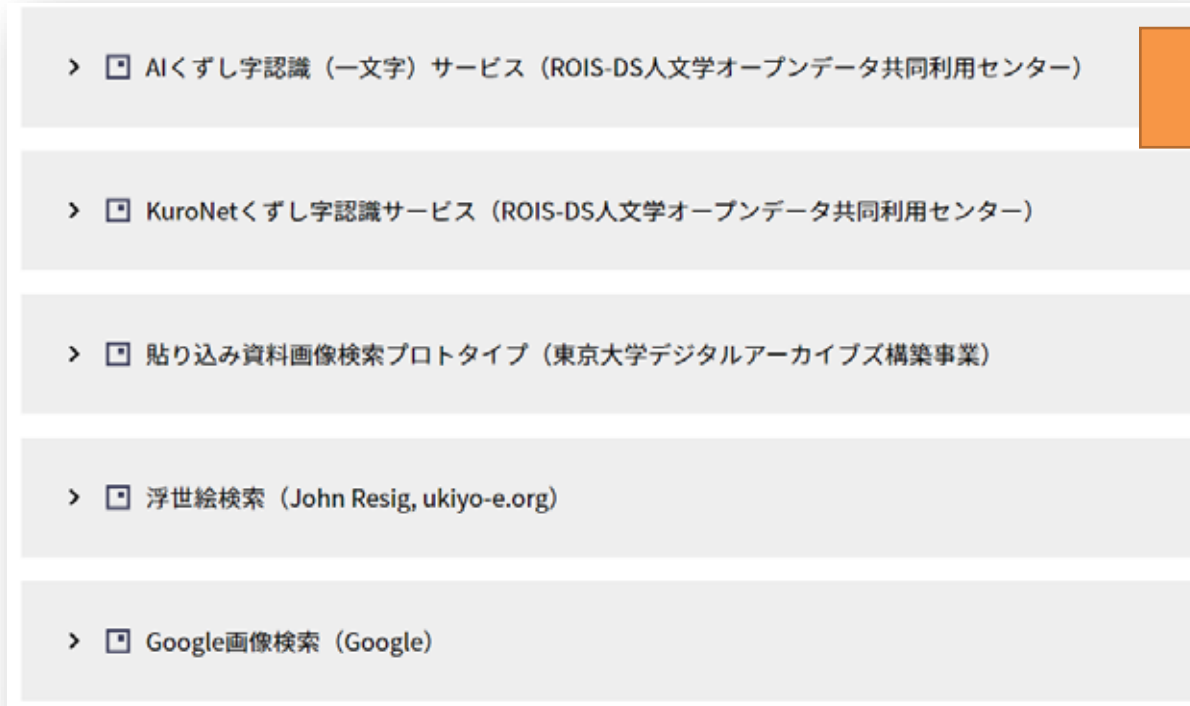 AIくずし字認識（一文字）サービス（ROIS-DS人文学オープンデータ共同利用センター）
KuroNetくずし字認識サービス（ROIS-DS人文学オープンデータ共同利用センター）
貼り込み資料画像検索プロトタイプ（東京大学デジタルアーカイブズ構築事業）
浮世絵検索（John Resig, ukiyo-e.org）
Google画像検索（Google）